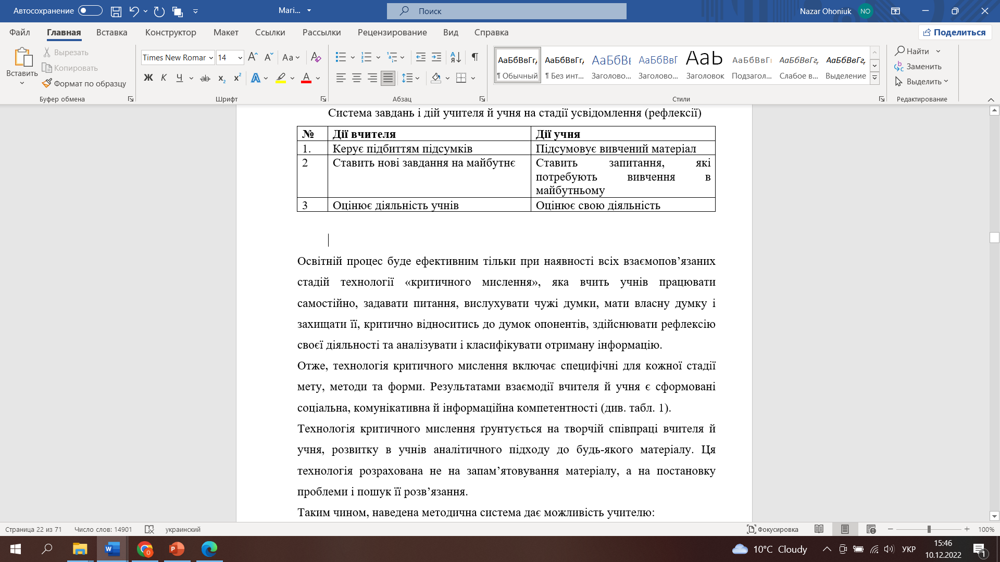 Автосохранение
Mari...
Поиск
Nazar Ohoniuk
NO
Файл Главная Вставка Конструктор Макет Ссылки Рассылки Рецензирование Вид Справка
Поделиться
Вставить
Вырезать
Копировать
Формат по образцу
Буфер обмена
Times New Romar 14
Шрифт
Абзац
АаБбВвГг, АаБбВвГг, АаБбВв АаБбВвГ АаБ АаБбВвГг АаБбВвГг, АаБбВвГг,
¶ Обычный ¶ Без инт... Заголово... Заголово... Заголовок Подзагол... Слабое в... Выделение
Стили
Найти
Заменить
Выделить
Редактирование
Система завдань і дій учителя й учня на стадії усвідомлення (рефлексії)
№ Дії вчителя Дії учня
1. Керує підбиттям підсумків Підсумовує вивчений матеріал
2 Ставить нові завдання на майбутнє Ставить запитання, які
потребують вивчення в
майбутньому
3 Оцінює діяльність учнів Оцінює свою діяльність
Освітній процес буде ефективним тільки при наявності всіх взаємопов’язаних
стадій технології «критичного мислення», яка вчить учнів працювати
самостійно, задавати питання, вислухувати чужі думки, мати власну думку і
захищати її, критично відноситись до думок опонентів, здійснювати рефлексію
своєї діяльності та аналізувати і класифікувати отриману інформацію.
Отже, технологія критичного мислення включає специфічні для кожної стадії
мету, методи та форми. Результатами взаємодії вчителя й учня є сформовані
соціальна, комунікативна й інформаційна компетентності (див. табл. 1).
Технологія критичного мислення ґрунтується на творчій співпраці вчителя й
учня, розвитку в учнів аналітичного підходу до будь-якого матеріалу. Ця
технологія розрахована не на запам’ятовування матеріалу, а на постановку
проблеми і пошук її розв’язання.
Таким чином, наведена методична система дає можливість учителю:
Страница 22 из 71 Число слов: 14901 украинский
Фокусировка
100%
10°C Cloudy
УКР
15:46
10.12.2022
1